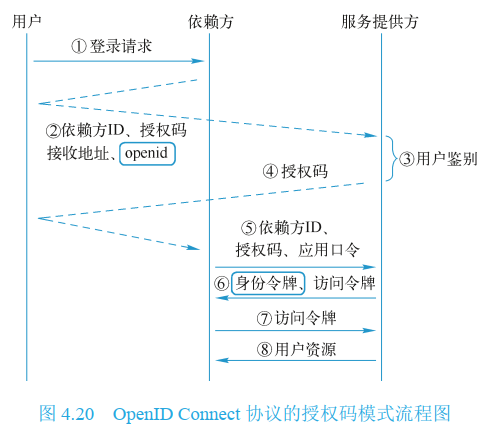 用户
依赖方
服务提供方
①登录请求
②依赖方ID、授权码
接收地址、openid
③用户鉴别
④授权码
⑤依赖方ID、
授权码、应用口令
⑥身份令牌、访问令牌
⑦访问令牌
⑧用户资源
图 4.20 OpenID Connect 协议的授权码模式流程图